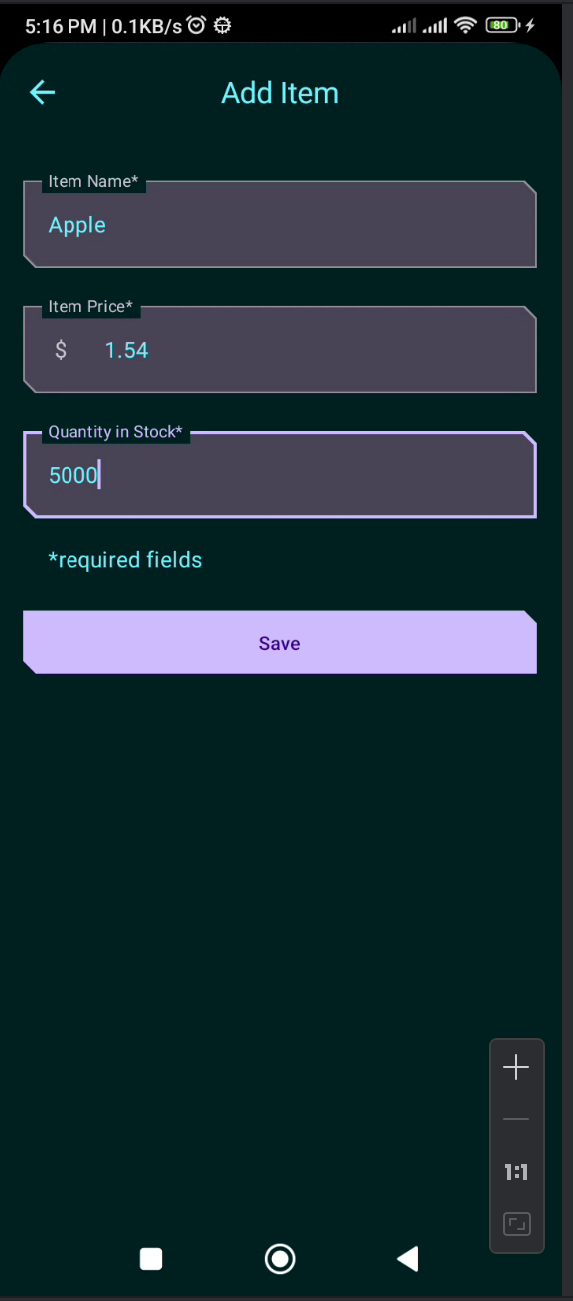 5:16 PM | 0.1KB/s
80
Add Item
Item Name*
Apple
Item Price*
$ 1.54
Quantity in Stock*
5000
*required fields
Save
1:1